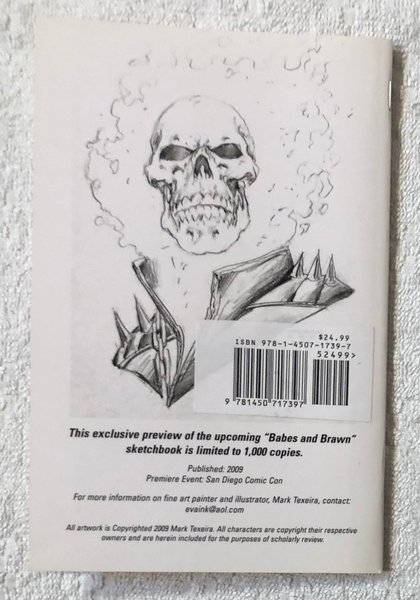 $24.99
ISBN 978-1-4507-1739-7
52499>
9 781450 717397
This exclusive preview of the upcoming "Babes and Brawn"
sketchbook is limited to 1,000 copies.
Published: 2009
Premiere Event: San Diego Comic Con
For more information on fine art painter and illustrator, Mark Texeira, contact:
evaink@aol.com
All artwork is Copyrighted 2009 Mark Texeira. All characters are copyright their respective
owners and are herein included for the purposes of scholarly review.